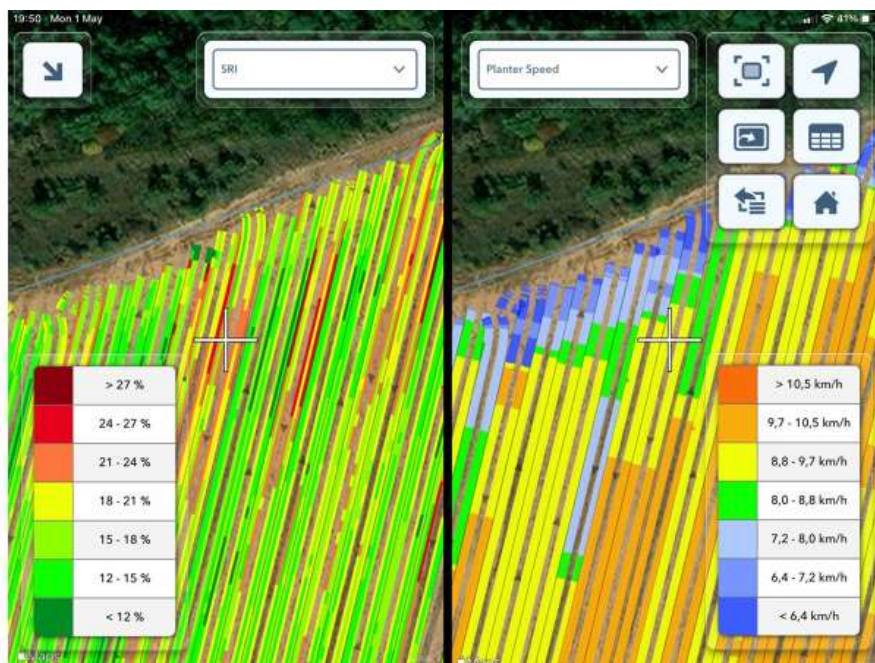 19:50 Mon 1 May
41%
SRI
Planter Speed
> 27 %
24 - 27 %
21 - 24 %
18 - 21 %
15 - 18 %
12 - 15 %
< 12 %
> 10,5 km/h
9,7 - 10,5 km/h
8,8 - 9,7 km/h
8,0 - 8,8 km/h
7,2 - 8,0 km/h
6,4 - 7,2 km/h
< 6,4 km/h